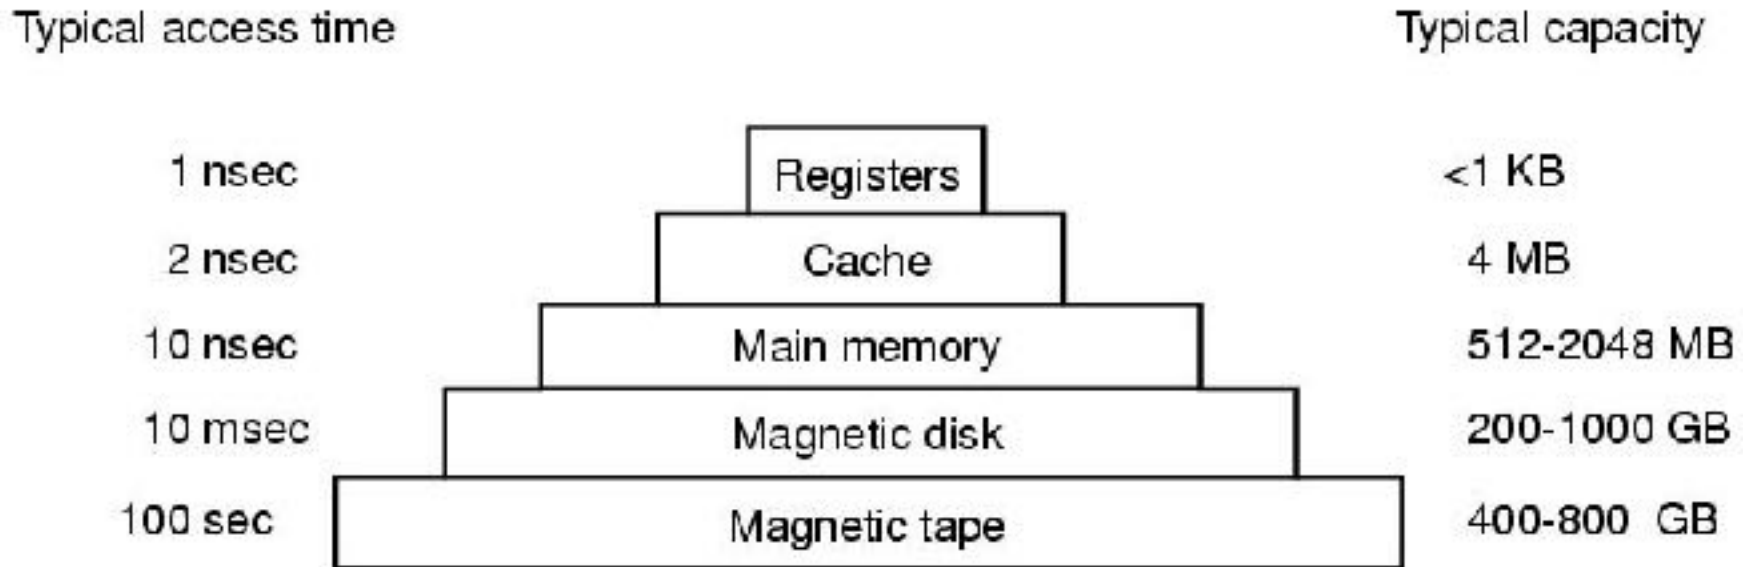 Typical access time Typical capacity
1 nsec Registers <1 KB
2 nsec Cache 4 MB
10 nsec Main memory 512-2048 MB
10 msec Magnetic disk 200-1000 GB
100 sec Magnetic tape 400-800 GB